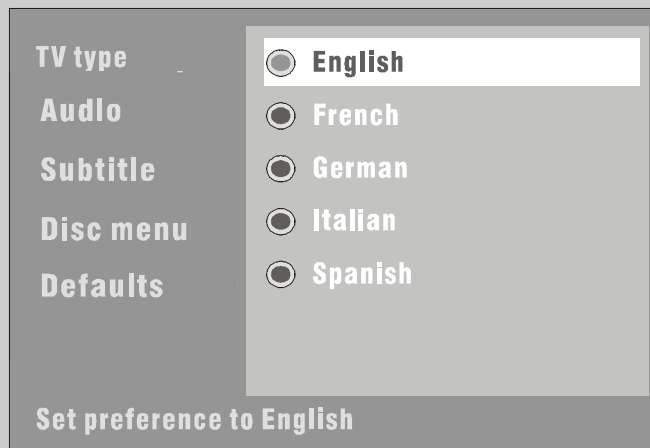 TV type
Audlo
Subtitle
Disc menu
Defaults
English
French
German
Italian
Spanish
Set preference to English